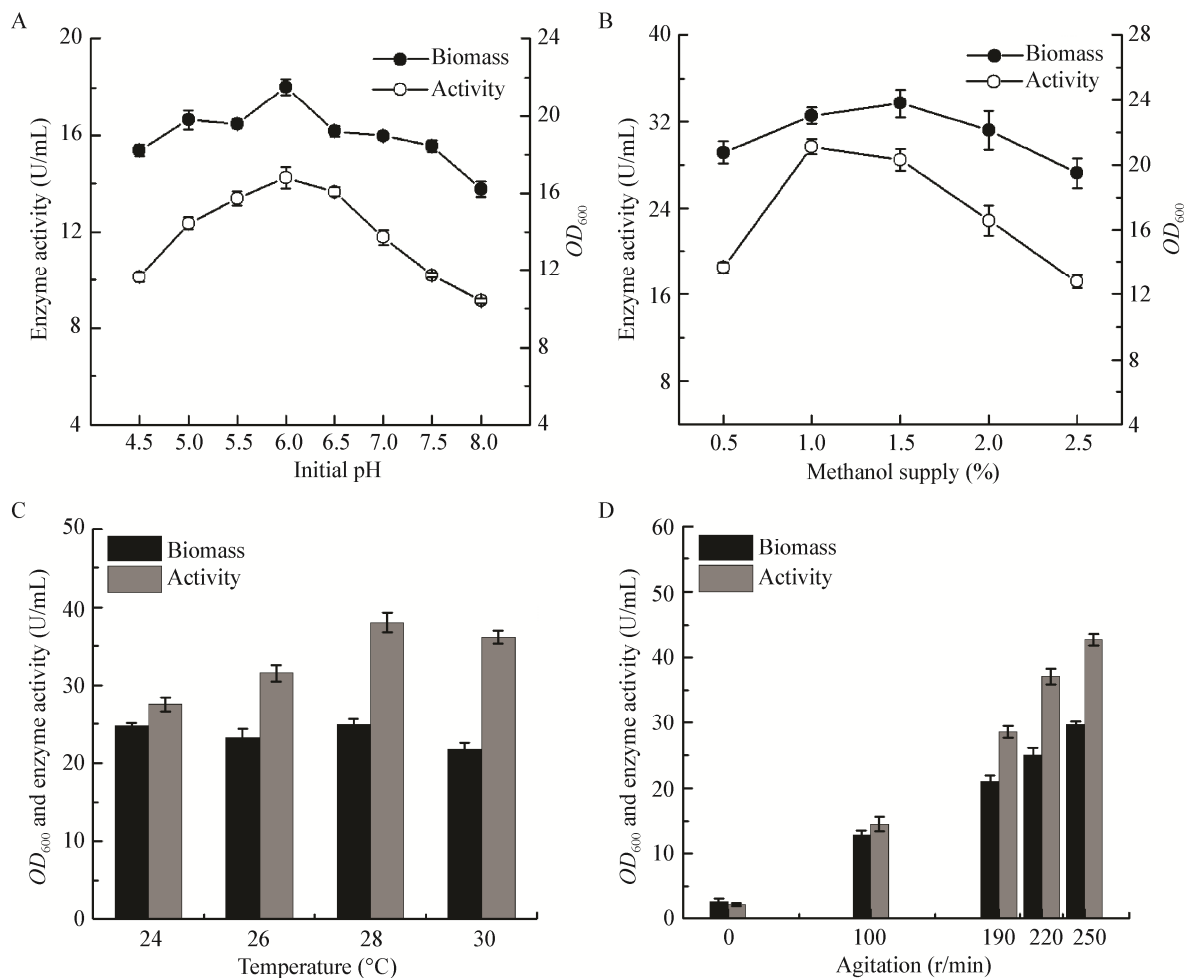 A
Biomass
Activity
Enzyme activity (U/mL)
20
16
12
8
4
24
20
16
12
8
4
OD600
4.5 5.0 5.5 6.0 6.5 7.0 7.5 8.0
Initial pH
B
Biomass
Activity
Enzyme activity (U/mL)
40
32
24
16
8
28
24
20
16
12
8
4
OD600
0.5 1.0 1.5 2.0 2.5
Methanol supply (%)
C
Biomass
Activity
OD600 and enzyme activity (U/mL)
50
40
30
20
10
0
24 26 28 30
Temperature (°C)
D
Biomass
Activity
OD600 and enzyme activity (U/mL)
60
50
40
30
20
10
0
0 100 190 220 250
Agitation (r/min)